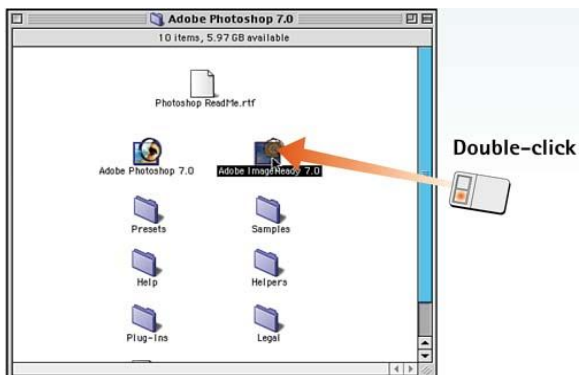 Adobe Photoshop 7.0
10 items, 5.97 GB available
Photoshop ReadMe.rtf
Adobe Photoshop 7.0
Adobe ImageReady 7.0
Double-click
Presets
Samples
Help
Helpers
Plug-Ins
Legal